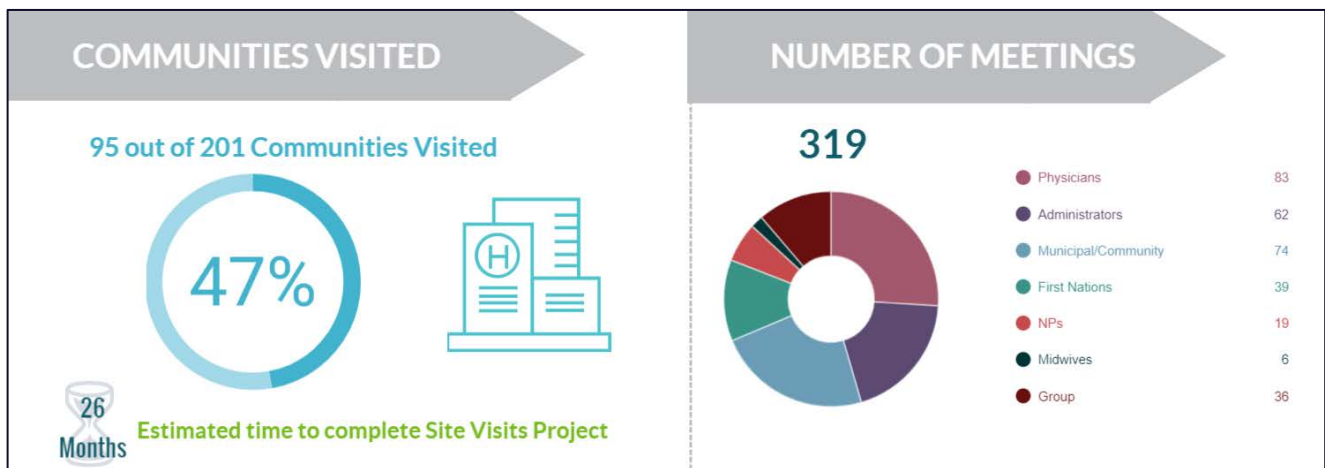 COMMUNITIES VISITED
95 out of 201 Communities Visited
47%
H
26
Months
Estimated time to complete Site Visits Project
NUMBER OF MEETINGS
319
Physicians 83
Administrators 62
Municipal/Community 74
First Nations 39
NPs 19
Midwives 6
Group 36